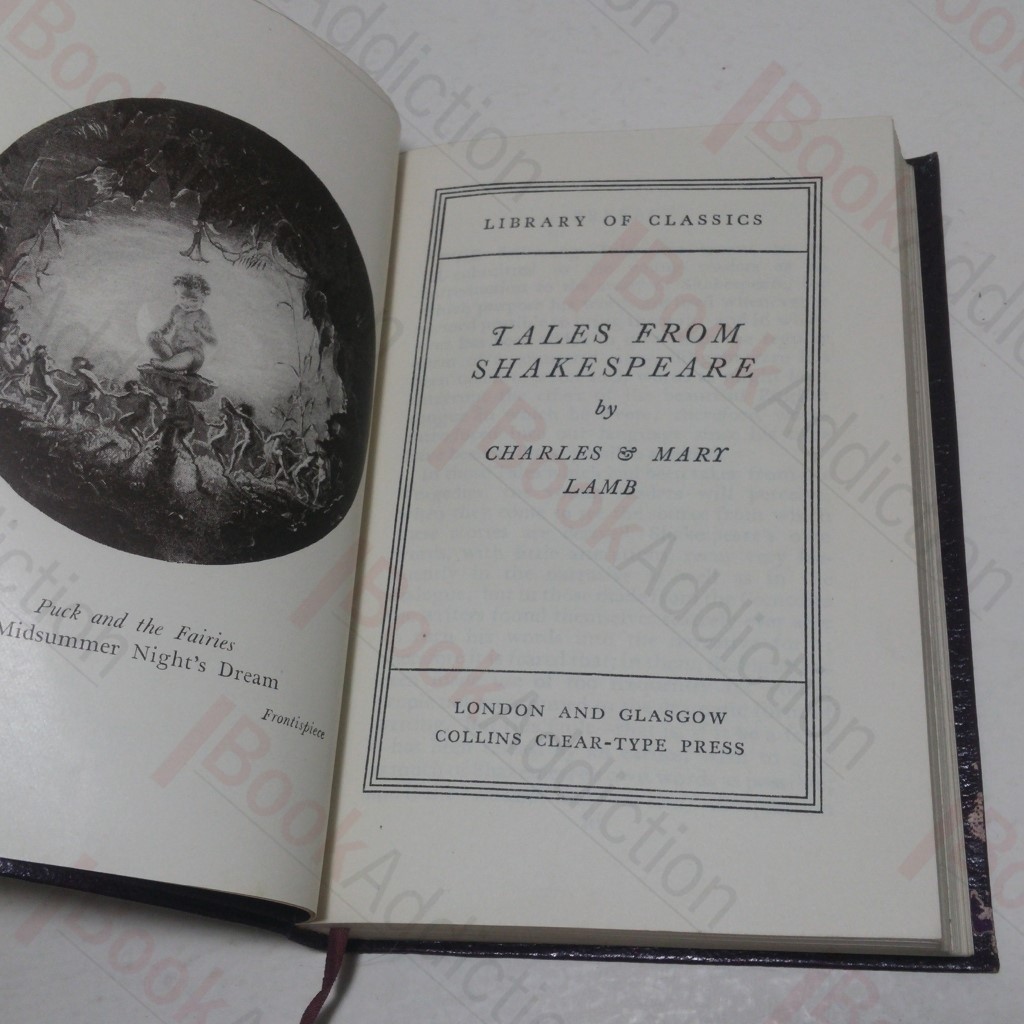 Puck and the Fairies
Midsummer Night's Dream
Frontispiece
LIBRARY OF CLASSICS
TALES FROM
SHAKESPEARE
by
CHARLES & MARY
LAMB
LONDON AND GLASGOW
COLLINS CLEAR-TYPE PRESS
BookAddiction